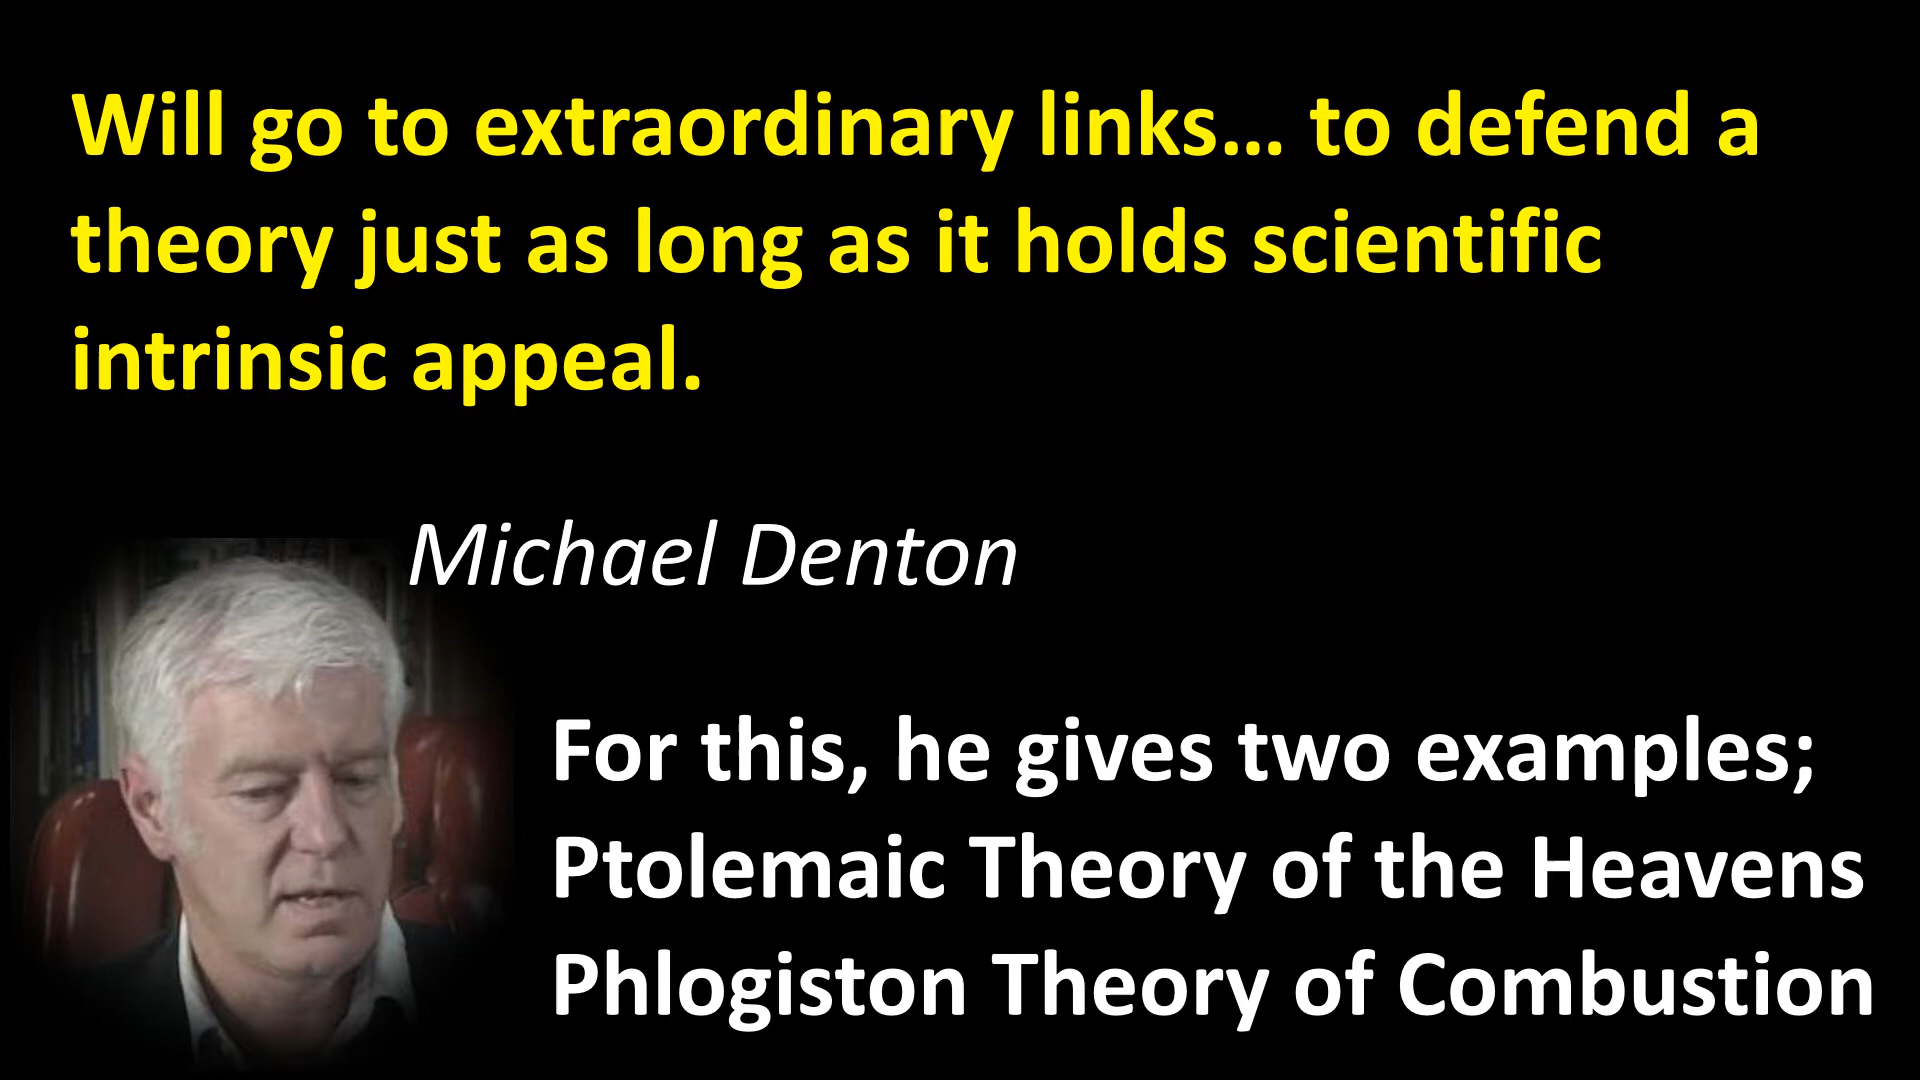 Will go to extraordinary links... to defend a
theory just as long as it holds scientific
intrinsic appeal.
Michael Denton
For this, he gives two examples;
Ptolemaic Theory of the Heavens
Phlogiston Theory of Combustion